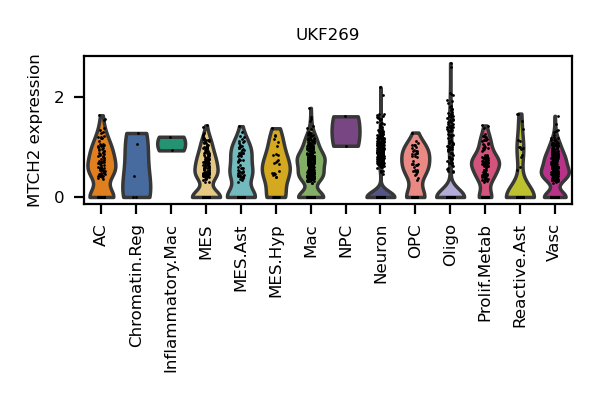 UKF269
MTCH2 expression
2
0
AC
Chromatin.Reg
Inflammatory.Mac
MES
MES.Ast
MES.Hyp
Mac
NPC
Neuron
OPC
Oligo
Prolif.Metab
Reactive.Ast
Vasc